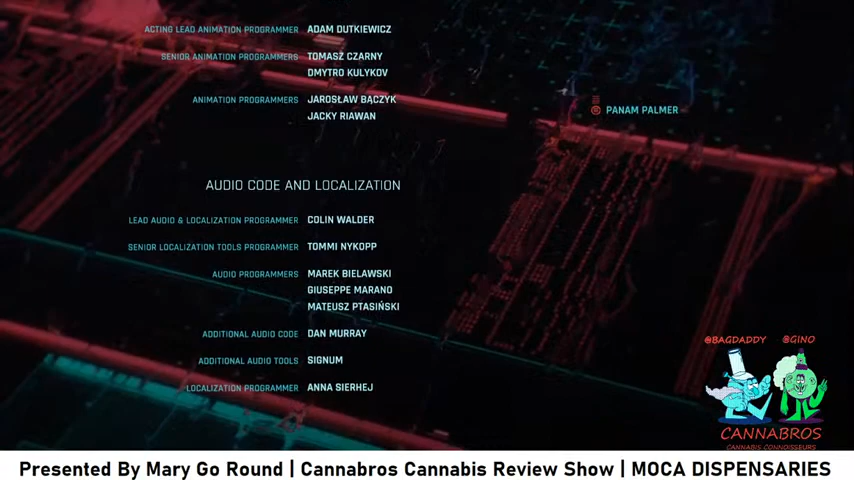 ACTING LEAD ANIMATION PROGRAMMER ADAM DUTKIEWICZ
SENIOR ANIMATION PROGRAMMERS TOMASZ CZARNY
DMYTRO KULYKOV
ANIMATION PROGRAMMERS JAROSŁAW BĄCZYK
JACKY RIAWAN
PANAM PALMER
AUDIO CODE AND LOCALIZATION
LEAD AUDIO & LOCALIZATION PROGRAMMER COLIN WALDER
SENIOR LOCALIZATION TOOLS PROGRAMMER TOMMI NYKOPP
AUDIO PROGRAMMERS MAREK BIELAWSKI
GIUSEPPE MARANO
MATEUSZ PTASIŃSKI
ADDITIONAL AUDIO CODE DAN MURRAY
ADDITIONAL AUDIO TOOLS SIGNUM
LOCALIZATION PROGRAMMER ANNA SIERHEJ
@BAGDADDY @GINO
CANNABROS
CANNABIS CONNOISSEURS
Presented By Mary Go Round | Cannabros Cannabis Review Show | MOCA DISPENSARIES